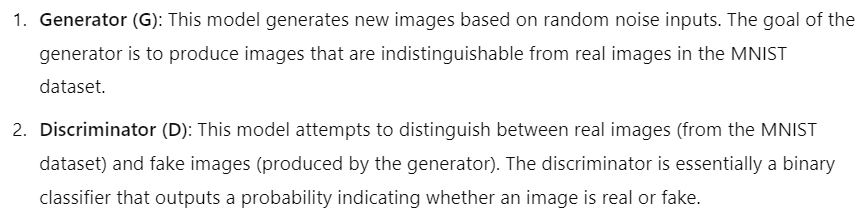 1. Generator (G): This model generates new images based on random noise inputs. The goal of the
generator is to produce images that are indistinguishable from real images in the MNIST
dataset.
2. Discriminator (D): This model attempts to distinguish between real images (from the MNIST
dataset) and fake images (produced by the generator). The discriminator is essentially a binary
classifier that outputs a probability indicating whether an image is real or fake.